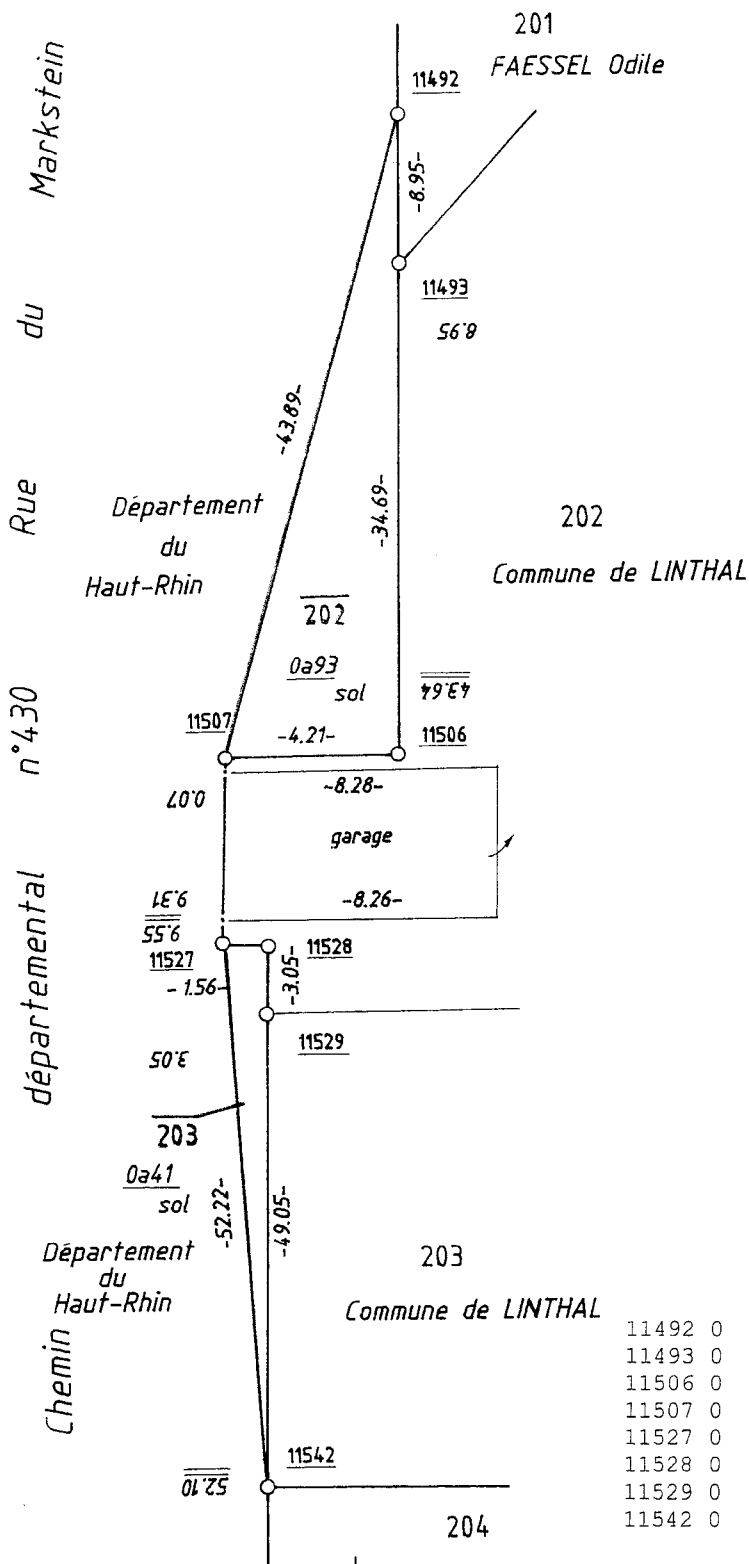 201
FAESSEL Odile
11492
-8.95-
11493
8.95
-43.89-
-34.69-
Département
du
Haut-Rhin
202
Commune de LINTHAL
202
0a93
sol
43.64
11507
-4.21-
11506
0.07
-8.28-
garage
-8.26-
9.31
9.55
11527
11528
-1.56-
-3.05-
11529
3.05
203
0a41
sol
-52.22-
-49.05-
Département
du
Haut-Rhin
203
Commune de LINTHAL
52.10
11542
204
Chemin départemental n°430 Rue du Markstein
11492 0
11493 0
11506 0
11507 0
11527 0
11528 0
11529 0
11542 0